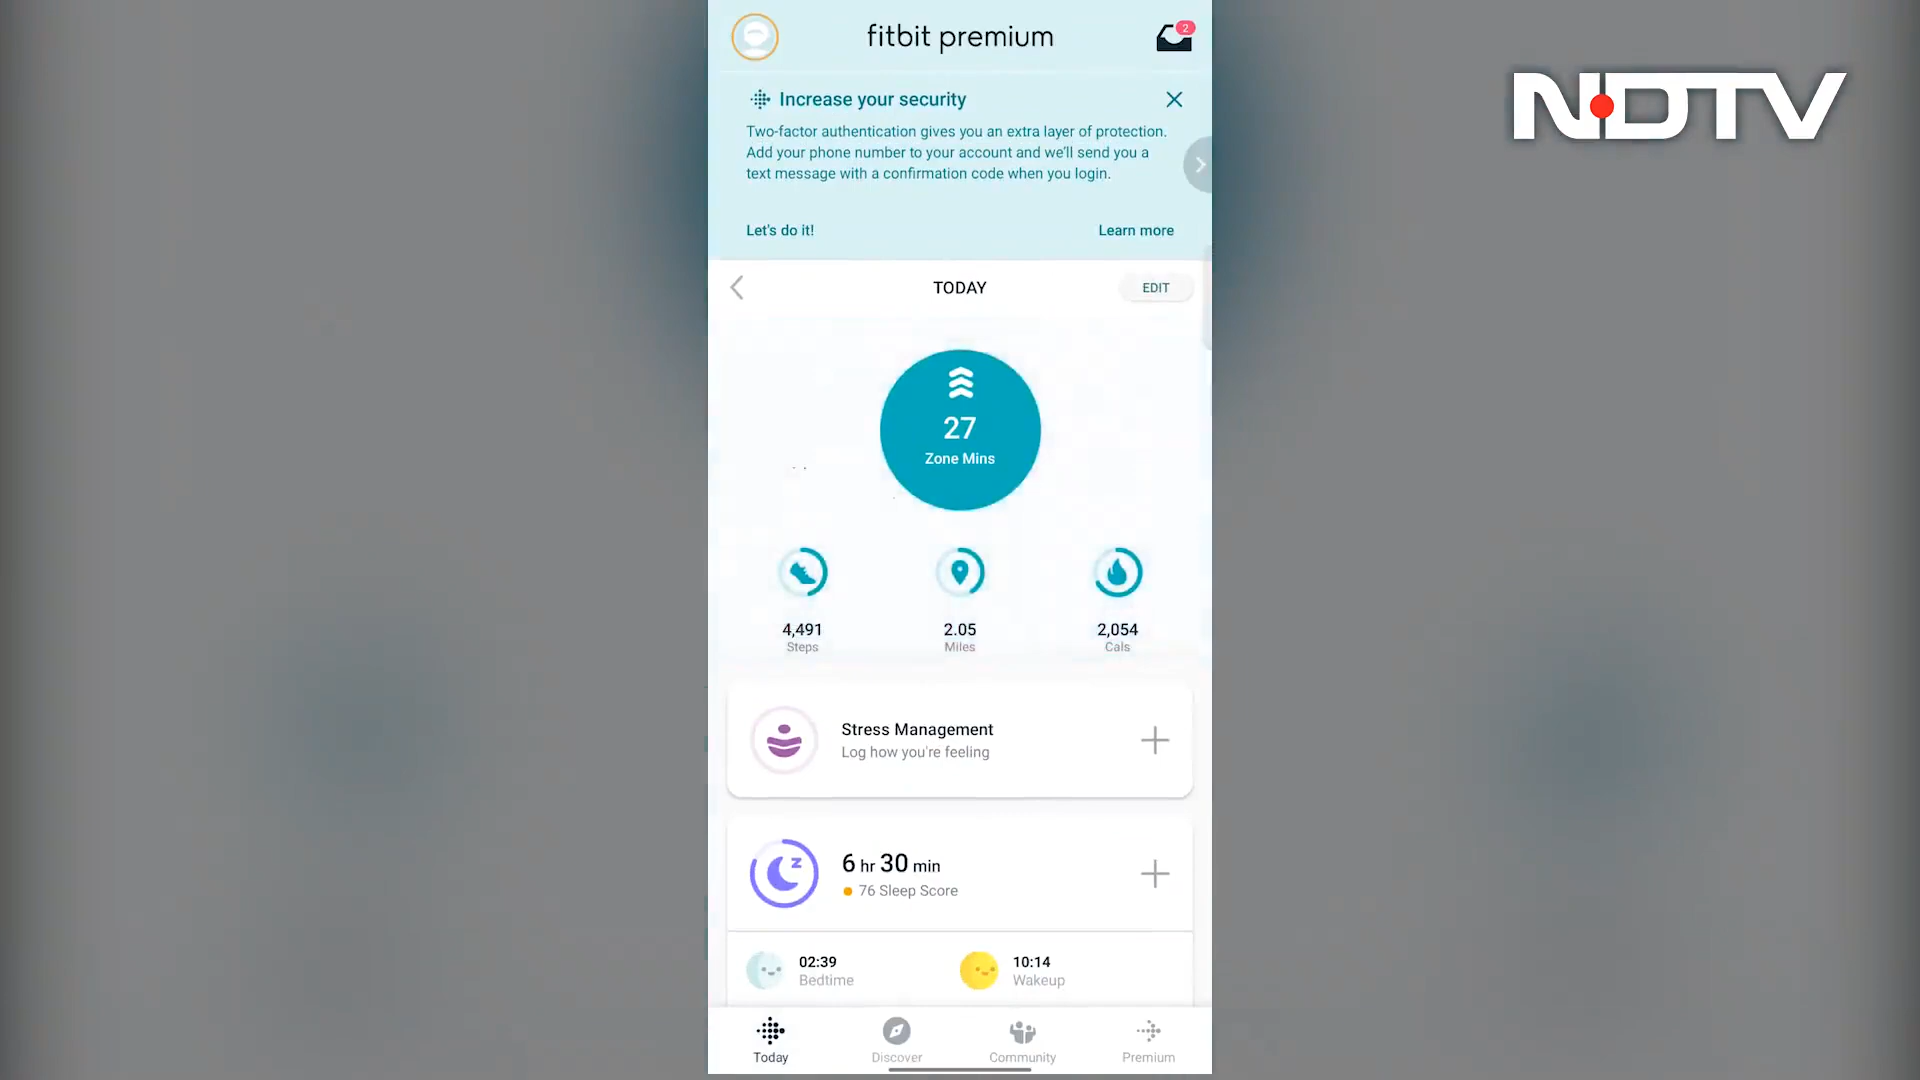 fitbit premium
2
NDTV
Increase your security
Two-factor authentication gives you an extra layer of protection.
Add your phone number to your account and we'll send you a
text message with a confirmation code when you login.
Let's do it!
Learn more
TODAY
EDIT
27
Zone Mins
4,491
Steps
2.05
Miles
2,054
Cals
Stress Management
Log how you're feeling
z
6 hr 30 min
76 Sleep Score
02:39
Bedtime
10:14
Wakeup
Today
Discover
Community
Premium